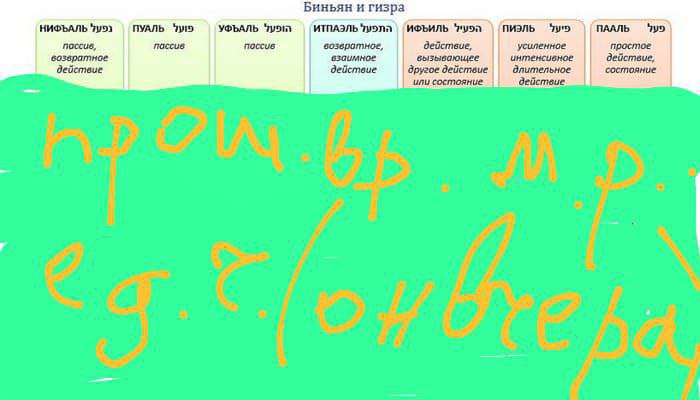 Биньян и гизра
НИФЪАЛЬ נפעל ПУАЛЬ פועל УФЪАЛЬ הופעל ИТПАЭЛЬ התפעל ИФЪИЛЬ הפעיל ПИЭЛЬ פיעל ПААЛЬ פעל
пассив, возвратное действие
пассив
пассив
возвратное, взаимное действие
действие, вызывающее другое действие или состояние
усиленное интенсивное длительное действие
простое действие, состояние
прош.вр. м.р..
ед.ч.(он вчера)